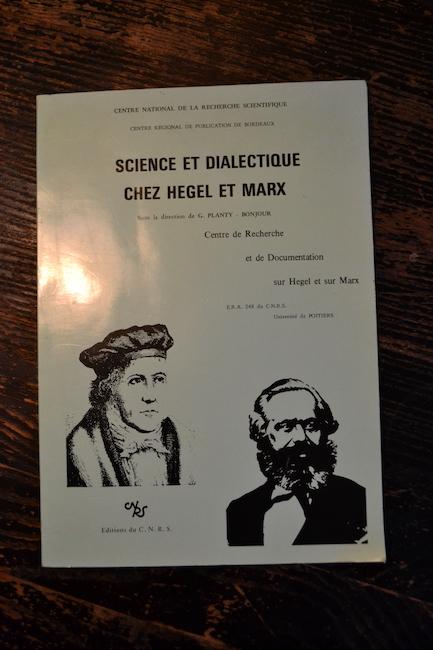 CENTRE NATIONAL DE LA RECHERCHE SCIENTIFIQUE
CENTRE REGIONAL DE PUBLICATION DE BORDEAUX
SCIENCE ET DIALECTIQUE
CHEZ HEGEL ET MARX
Sous la direction de G. PLANTY - BONJOUR
Centre de Recherche
et de Documentation
sur Hegel et sur Marx
E.R.A. 248 du C.N.R.S.
Université de POITIERS
CNRS
Editions du C. N. R. S.